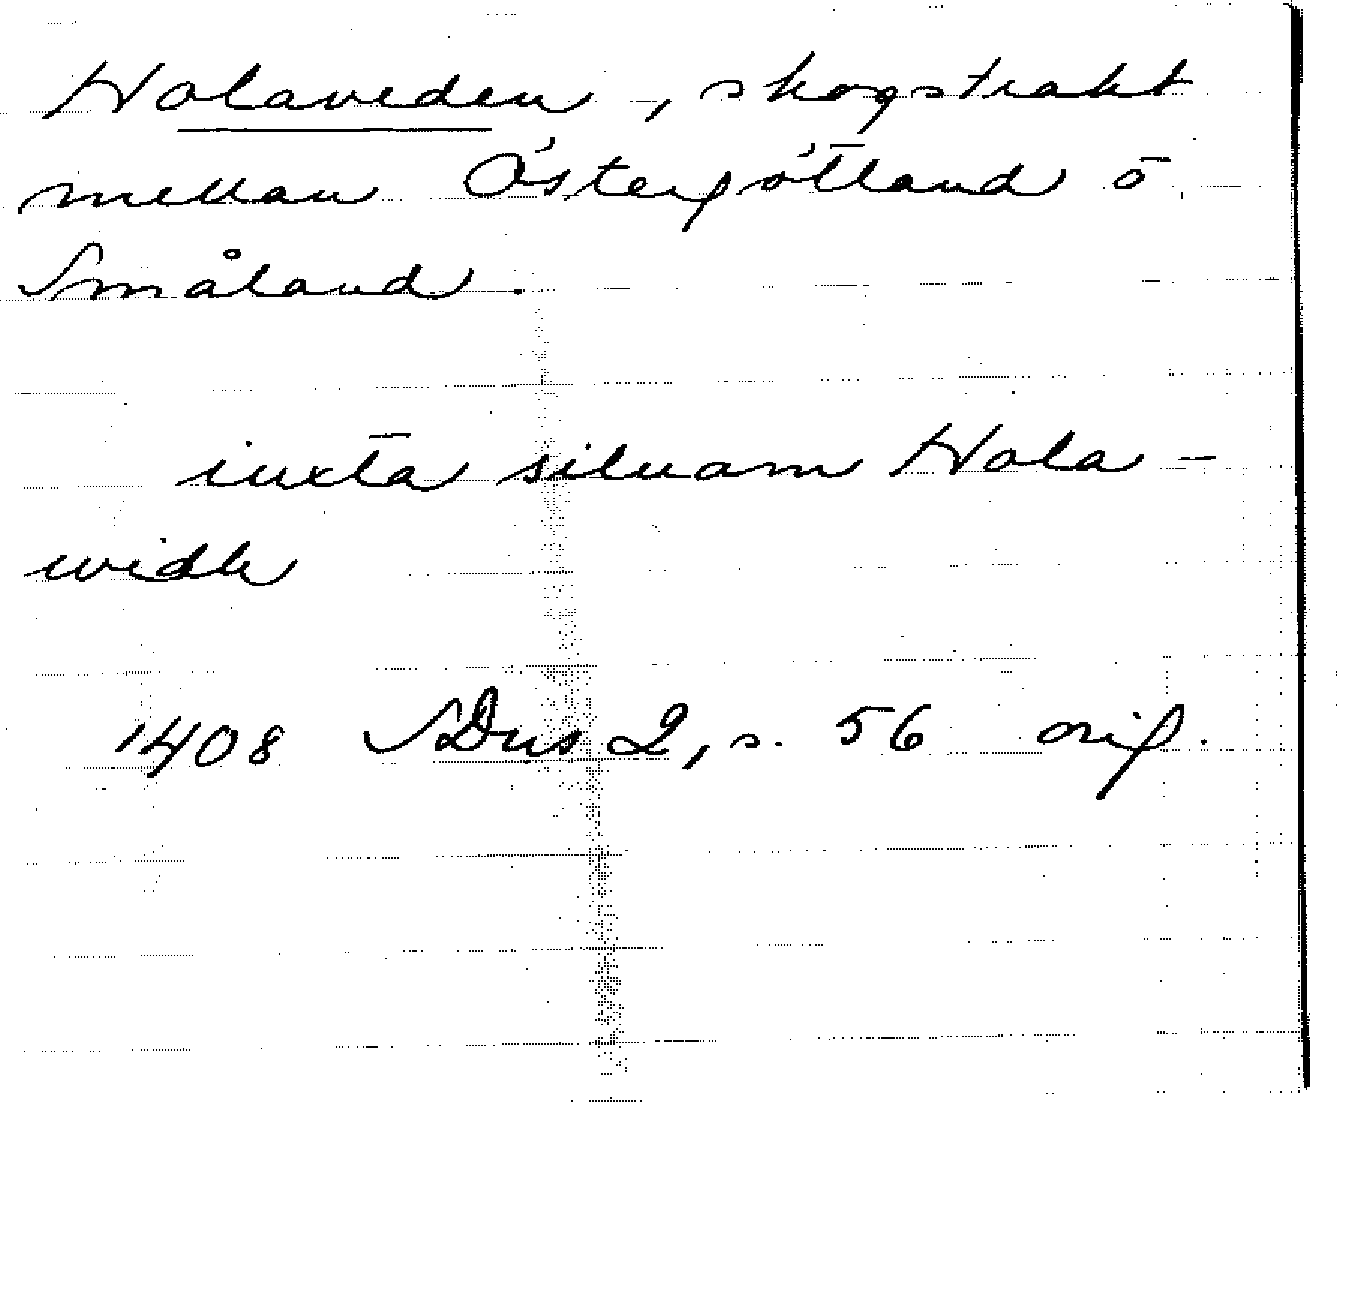 Holaveden, skogstrakt
mellan Östergötland o
Småland.
iuxta siluam Hola-
widh
1408 SDns 2, s. 56 orig.